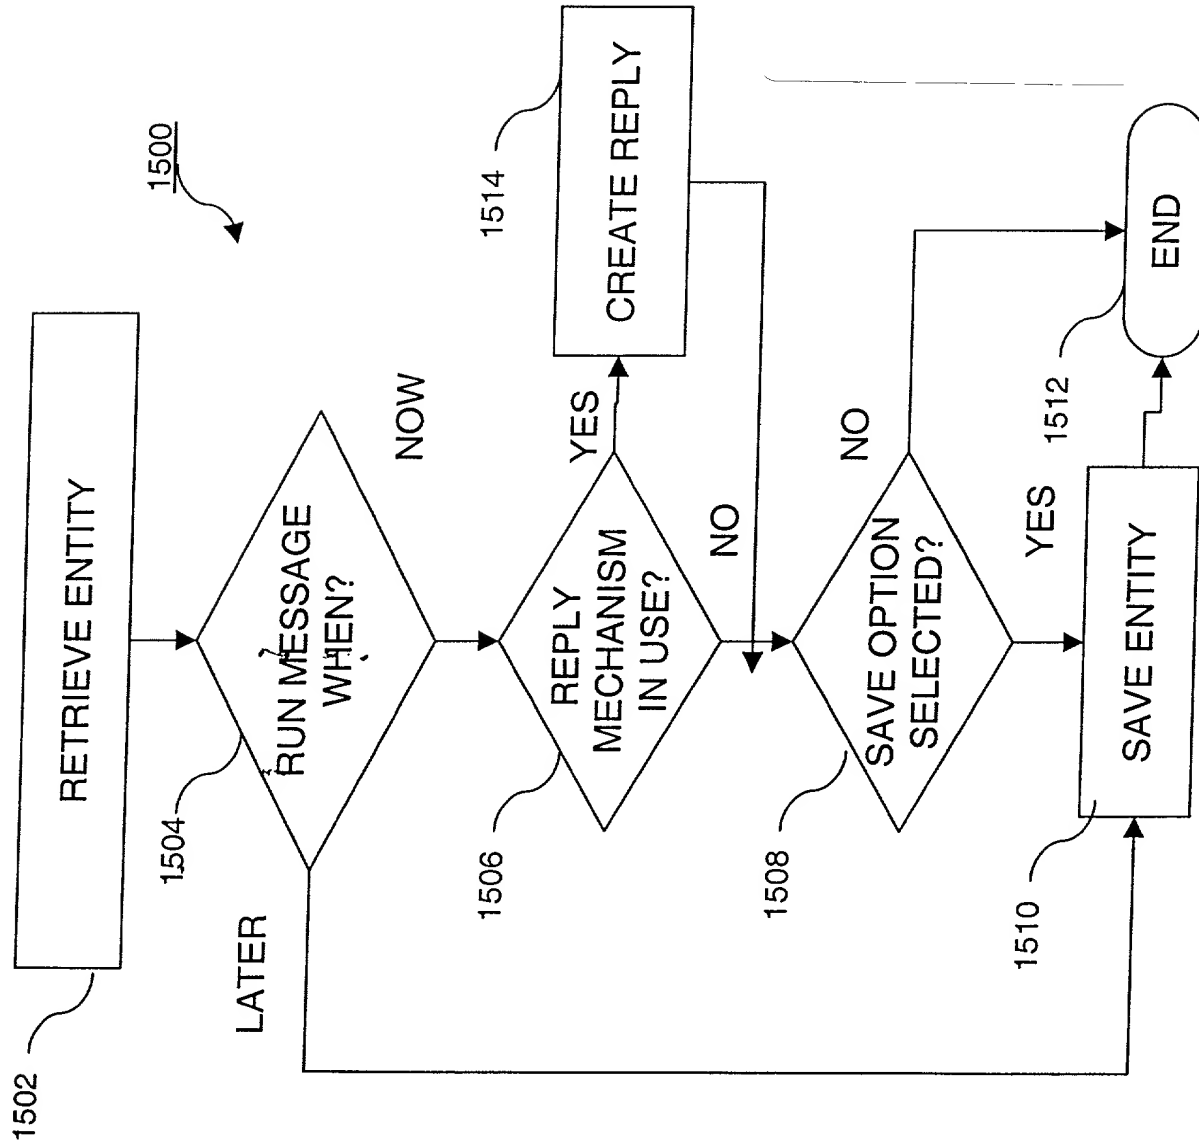 1500
1502
RETRIEVE ENTITY
1504
RUN MESSAGE
WHEN?
LATER
NOW
1506
REPLY
MECHANISM
IN USE?
YES
1514
CREATE REPLY
NO
1508
SAVE OPTION
SELECTED?
NO
YES
1510
SAVE ENTITY
1512
END